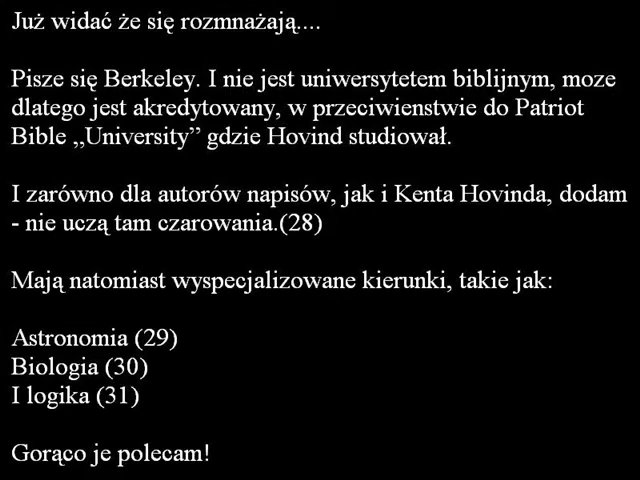 Już widać że się rozmnażają....
Pisze się Berkeley. I nie jest uniwersytetem biblijnym, moze
dlatego jest akredytowany, w przeciwienstwie do Patriot
Bible „University” gdzie Hovind studiował.
I zarówno dla autorów napisów, jak i Kenta Hovinda, dodam
- nie uczą tam czarowania.(28)
Mają natomiast wyspecjalizowane kierunki, takie jak:
Astronomia (29)
Biologia (30)
I logika (31)
Gorąco je polecam!